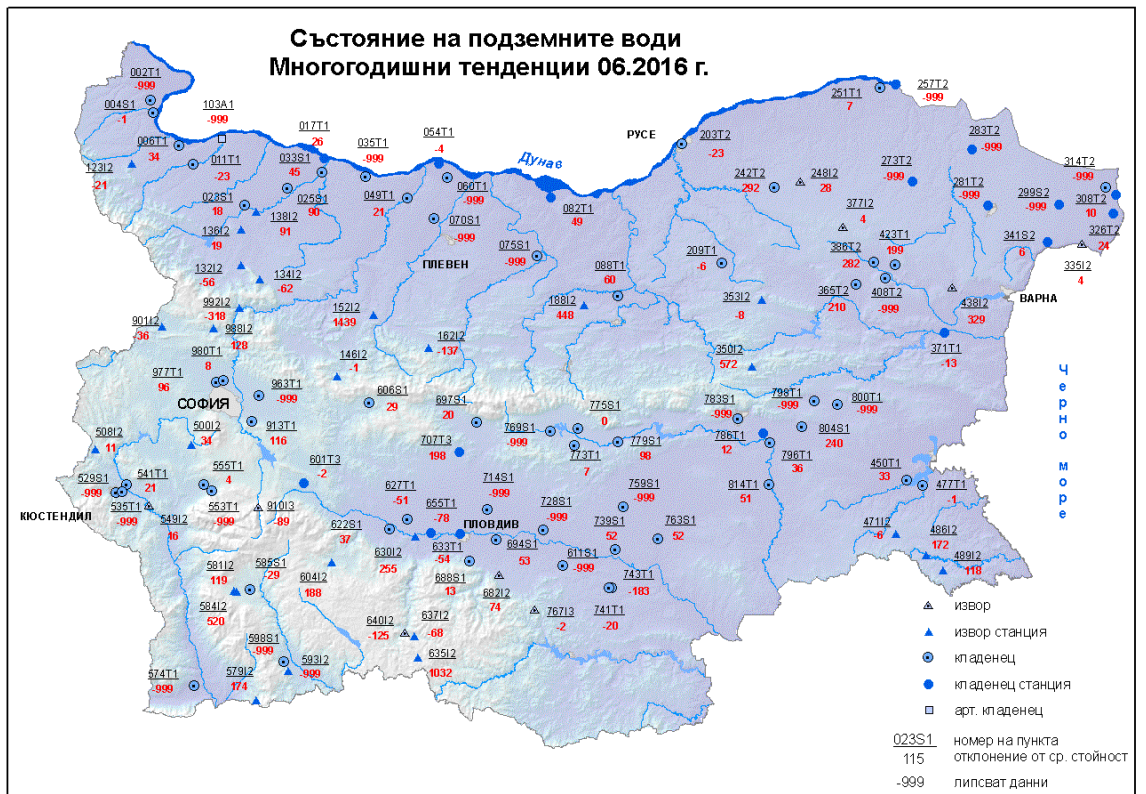 Състояние на подземните води
Многогодишни тенденции 06.2016 г.
002T1
-999
004S1
-1
103A1
-999
006T1
34
011T1
-23
123I2
-21
017T1
26
033S1
45
035T1
-999
054T1
-4
Дунав
РУСЕ
203T2
-23
251T1
7
257T2
-999
283T2
-999
273T2
-999
281T2
-999
314T2
-999
299S2
-999
308T2
10
326T2
24
341S2
6
335I2
4
ВАРНА
242T2
292
248I2
28
377I2
4
423T1
199
386T2
282
365T2
210
408T2
-999
438I2
329
371T1
-13
023S1
18
025S1
90
138I2
91
136I2
19
049T1
21
060T1
-999
070S1
-999
082T1
49
075S1
-999
ПЛЕВЕН
088T1
60
209T1
-6
188I2
448
353I2
-8
350I2
572
132I2
-56
134I2
-62
992I2
-318
901I2
36
988I2
128
152I2
1439
162I2
-137
146I2
-1
980T1
8
977T1
96
963T1
-999
СОФИЯ
606S1
29
697S1
20
769S1
-999
775S1
0
773T1
7
779S1
98
783S1
-999
798T1
-999
800T1
-999
804S1
240
786T1
12
796T1
36
814T1
51
508I2
11
500I2
34
913T1
116
707T3
198
601T3
-2
529S1
-999
541T1
21
555T1
4
535T1
-999
КЮСТЕНДИЛ
549I2
46
553T1
-999
910I3
-89
627T1
-51
655T1
-78
714S1
-999
728S1
-999
759S1
-999
739S1
52
763S1
52
ПЛОВДИВ
622S1
37
630I2
255
633T1
-54
694S1
53
611S1
-999
688S1
13
682I2
74
743T1
-183
741T1
-20
767I3
-2
450T1
33
477T1
-1
471I2
-6
486I2
172
489I2
118
581I2
119
585S1
-29
604I2
188
584I2
520
640I2
-125
637I2
-68
635I2
1032
598S1
-999
593I2
-999
579I2
174
574T1
-999
Черно море
извор
извор станция
кладенец
кладенец станция
арт. кладенец
023S1 номер на пункта
115 отклонение от ср. стойност
-999 липсват данни